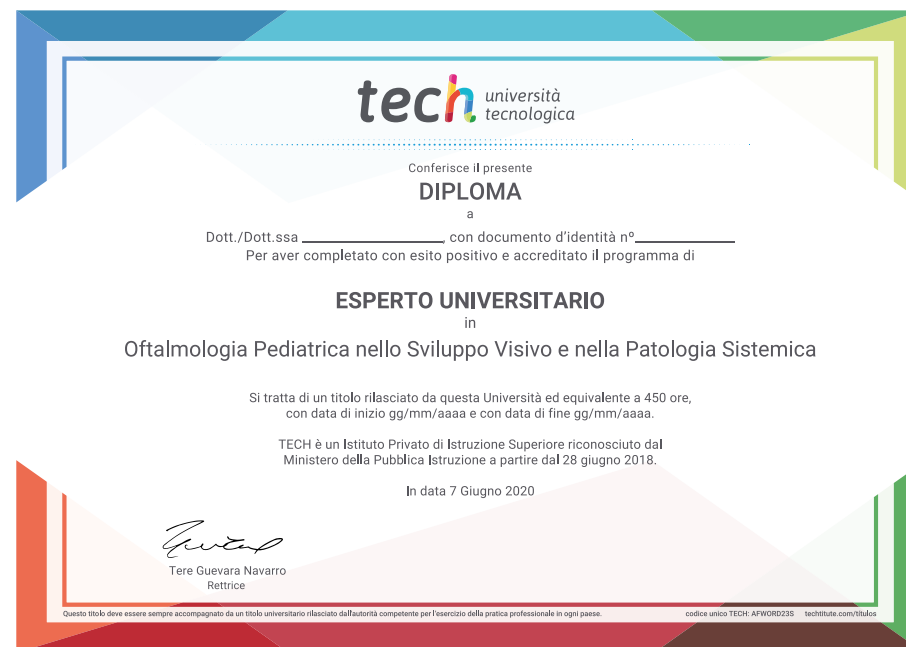 tech università
tecnologica
Conferisce il presente
DIPLOMA
a
Dott./Dott.ssa ___________________, con documento d'identità nº_____________
Per aver completato con esito positivo e accreditato il programma di
ESPERTO UNIVERSITARIO
in
Oftalmologia Pediatrica nello Sviluppo Visivo e nella Patologia Sistemica
Si tratta di un titolo rilasciato da questa Università ed equivalente a 450 ore,
con data di inizio gg/mm/aaaa e con data di fine gg/mm/aaaa.
TECH è un Istituto Privato di Istruzione Superiore riconosciuto dal
Ministero della Pubblica Istruzione a partire dal 28 giugno 2018.
In data 7 Giugno 2020
Tere Guevara Navarro
Rettrice
Questo titolo deve essere sempre accompagnato da un titolo universitario rilasciato dall'autorità competente per l'esercizio della pratica professionale in ogni paese. codice unico TECH: AFWORD23S techtitute.com/titulos